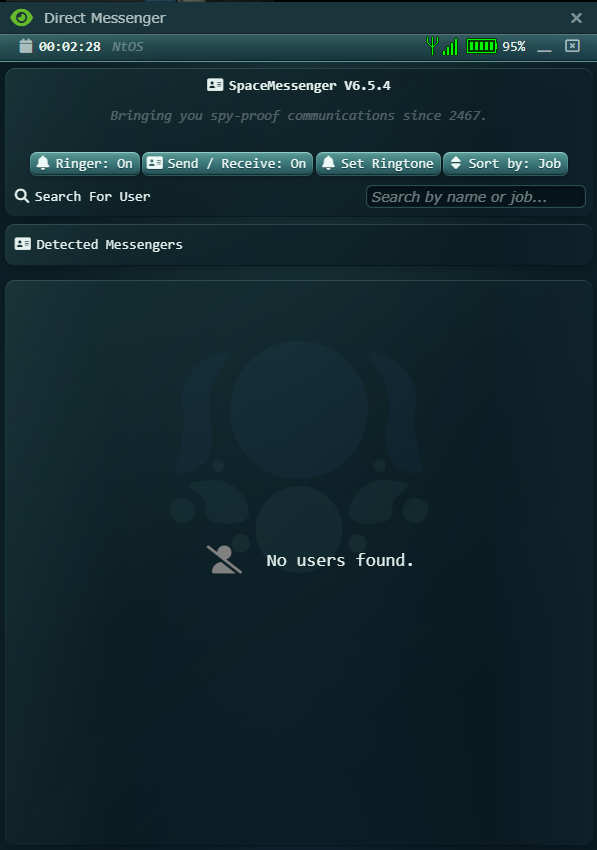 Direct Messenger
00:02:28 NtOS 95%
SpaceMessenger V6.5.4
Bringing you spy-proof communications since 2467.
Ringer: On Send / Receive: On Set Ringtone Sort by: Job
Search For User Search by name or job...
Detected Messengers
No users found.